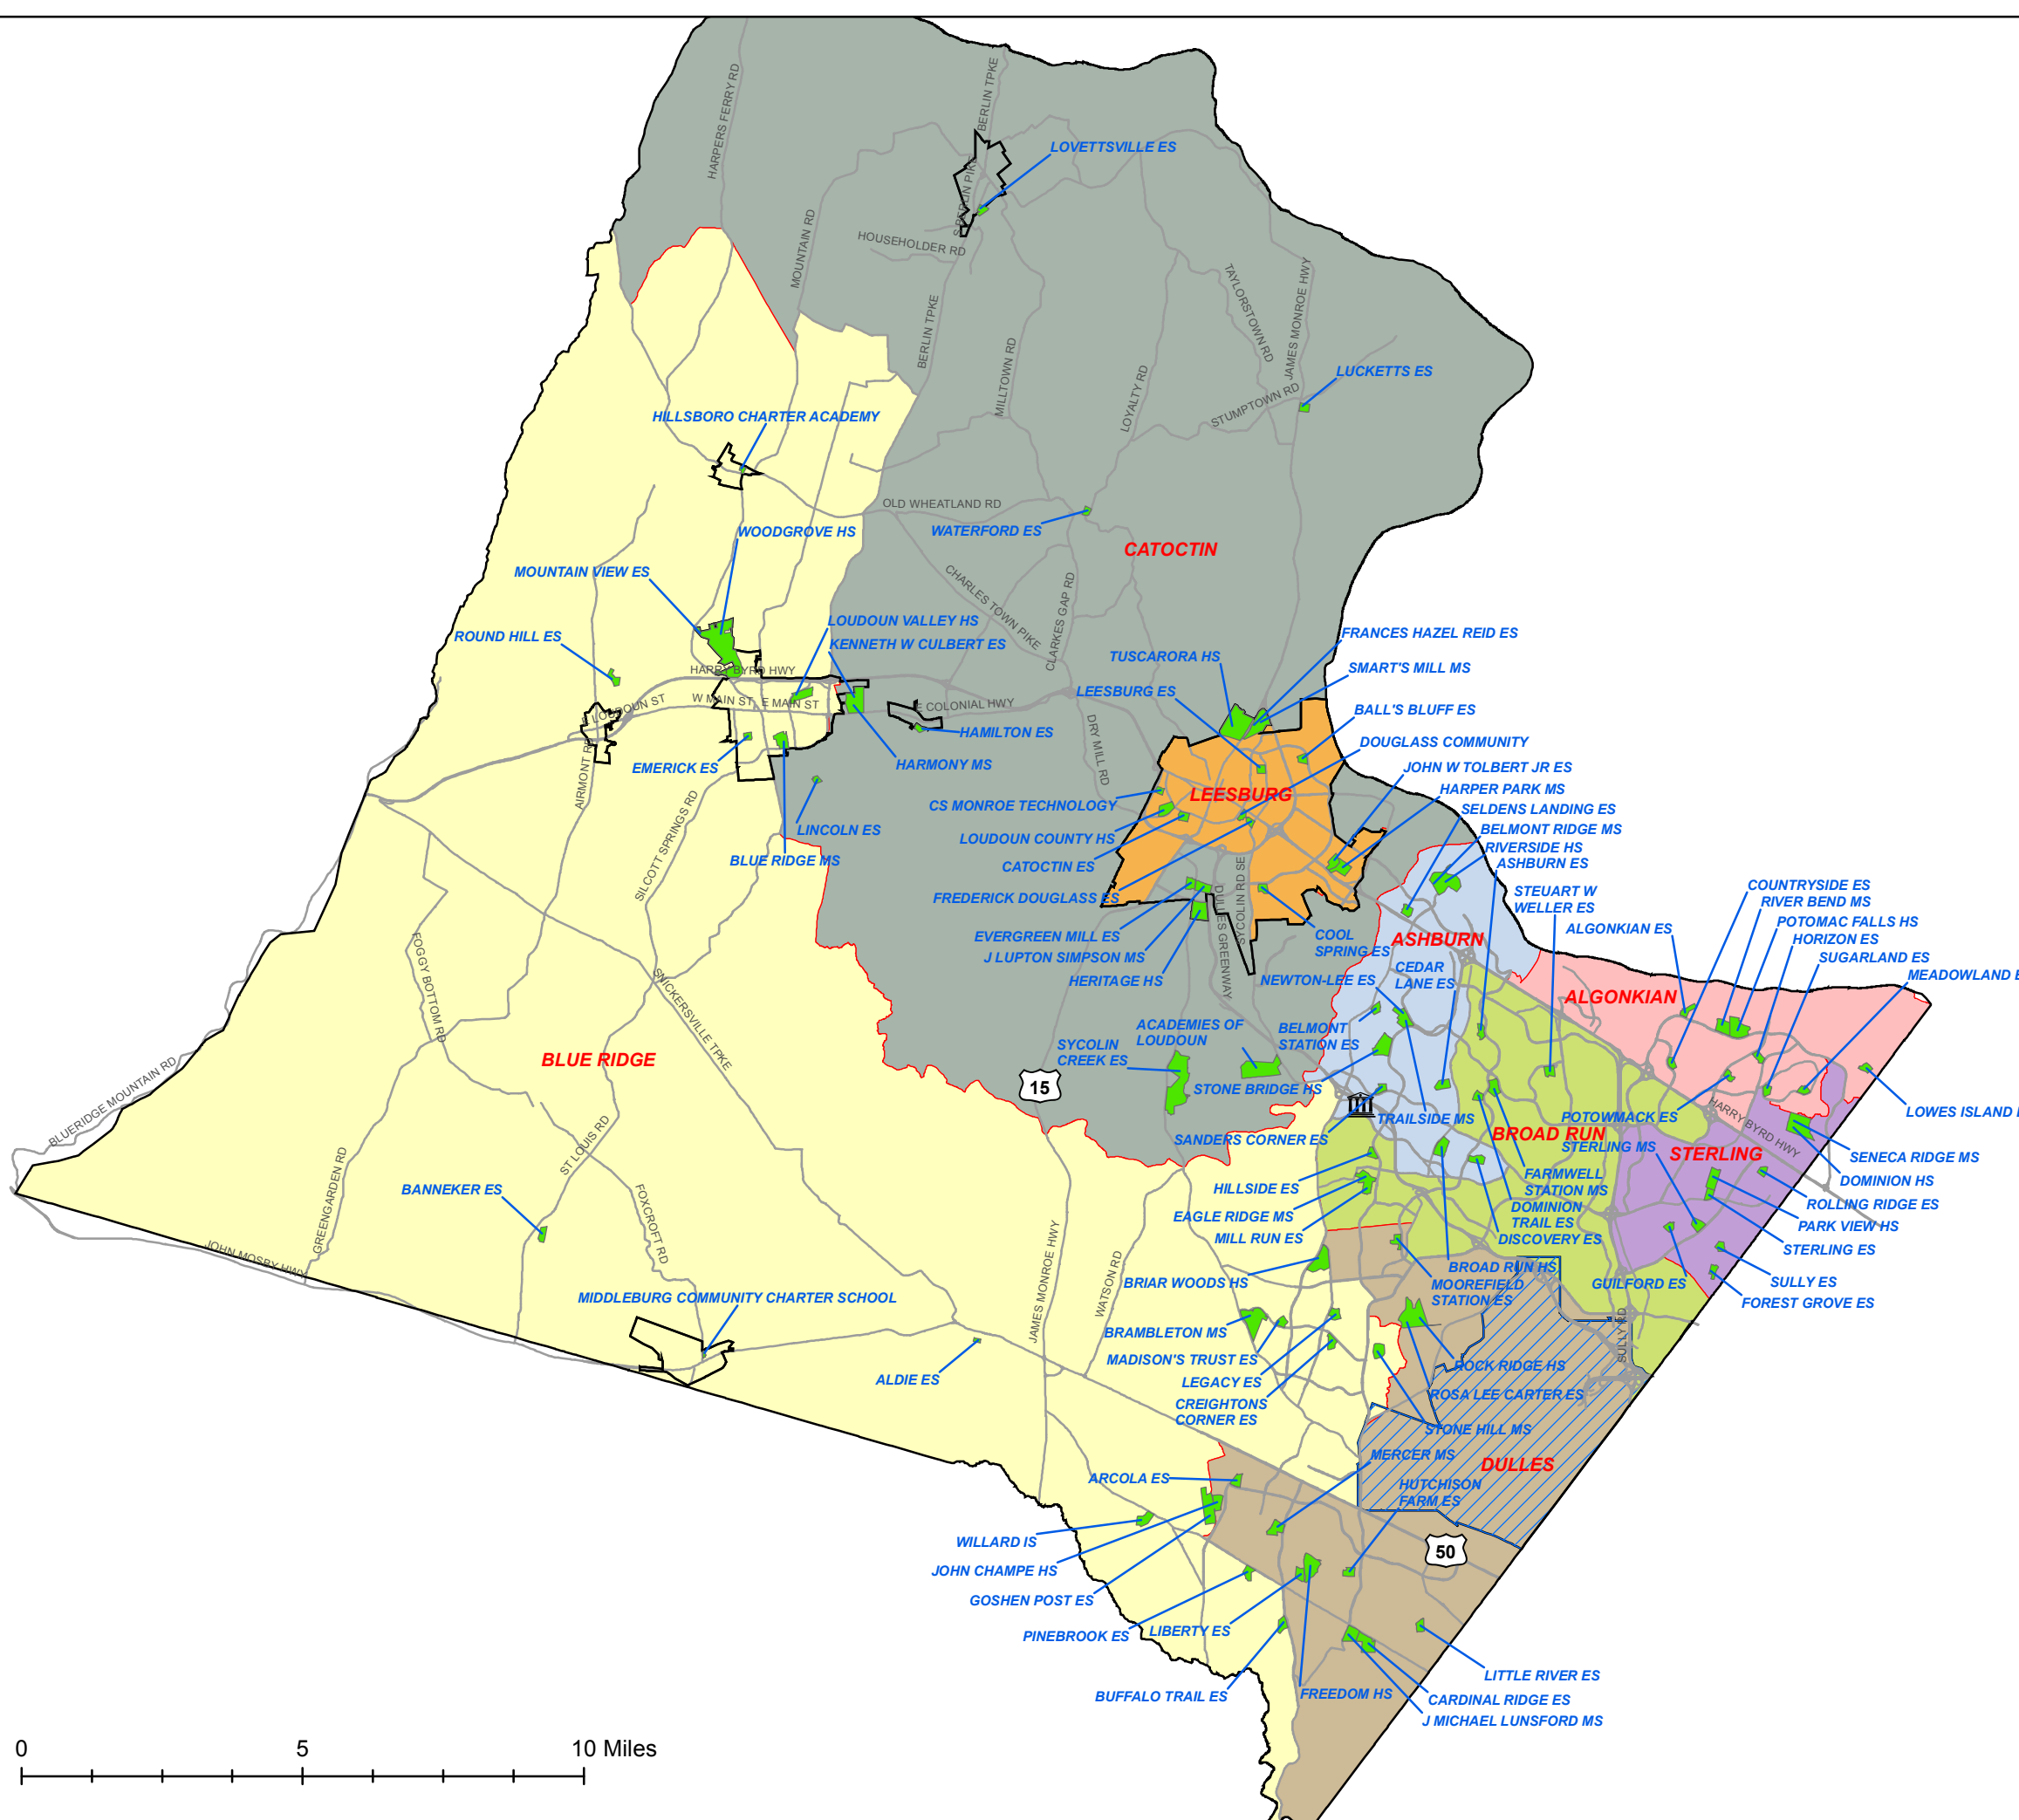 HARPERS FERRY RD
BERLIN TPKE
LOVETTSVILLE ES
S BERLIN PIKE
MOUNTAIN RD
HOUSEHOLDER RD
TAYLORSTOWN RD
JAMES MONROE HWY
BERLIN TPKE
MILLTOWN RD
LOYALTY RD
STUMPTOWN RD
LUCKETTS ES
HILLSBORO CHARTER ACADEMY
OLD WHEATLAND RD
WATERFORD ES
CATOCTIN
WOODGROVE HS
MOUNTAIN VIEW ES
CHARLES TOWN PIKE
CLARKES GAP RD
ROUND HILL ES
LOUDOUN VALLEY HS
KENNETH W CULBERT ES
FRANCES HAZEL REID ES
TUSCARORA HS
SMART'S MILL MS
HARRY BYRD HWY
LEESBURG ES
W MAIN ST
E MAIN ST
E COLONIAL HWY
LOUDOUN ST
BALL'S BLUFF ES
HAMILTON ES
DRY MILL RD
DOUGLASS COMMUNITY
EMERICK ES
HARMONY MS
JOHN W TOLBERT JR ES
AIRMONT RD
LEESBURG
HARPER PARK MS
CS MONROE TECHNOLOGY
SELDENS LANDING ES
LINCOLN ES
LOUDOUN COUNTY HS
BELMONT RIDGE MS
RIVERSIDE HS
BLUE RIDGE MS
CATOCTIN ES
ASHBURN ES
SILCOTT SPRINGS RD
FREDERICK DOUGLASS ES
SYCOLIN RD SE
STEUART W
WELLER ES
COUNTRYSIDE ES
RIVER BEND MS
DULLES GREENWAY
POTOMAC FALLS HS
ALGONKIAN ES
EVERGREEN MILL ES
COOL
SPRING ES
ASHBURN
HORIZON ES
J LUPTON SIMPSON MS
SUGARLAND ES
HERITAGE HS
NEWTON-LEE ES
CEDAR
LANE ES
MEADOWLAND E
FOGGY BOTTOM RD
SNICKERSVILLE TPKE
ALGONKIAN
ACADEMIES OF
LOUDOUN
BELMONT
STATION ES
SYCOLIN
CREEK ES
BLUE RIDGE
15
STONE BRIDGE HS
BLUERIDGE MOUNTAIN RD
LOWES ISLAND
TRAILSIDE MS
POTOWMACK ES
HARRY BYRD HWY
SANDERS CORNER ES
BROAD RUN
STERLING MS
STERLING
SENECA RIDGE MS
ST LOUIS RD
FARMWELL
STATION MS
DOMINION HS
HILLSIDE ES
BANNEKER ES
ROLLING RIDGE ES
GREENGARDEN RD
FOXCROFT RD
DOMINION
TRAIL ES
EAGLE RIDGE MS
PARK VIEW HS
MILL RUN ES
DISCOVERY ES
STERLING ES
JOHN MOSBY HWY
BROAD RUN HS
BRIAR WOODS HS
MOOREFIELD
STATION ES
GUILFORD ES
SULLY ES
JAMES MONROE HWY
WATSON RD
MIDDLEBURG COMMUNITY CHARTER SCHOOL
FOREST GROVE ES
BRAMBLETON MS
SULLY RD
MADISON'S TRUST ES
ROCK RIDGE HS
ALDIE ES
LEGACY ES
ROSA LEE CARTER ES
CREIGHTONS
CORNER ES
STONE HILL MS
MERCER MS
DULLES
ARCOLA ES
HUTCHISON
FARM ES
WILLARD IS
50
JOHN CHAMPE HS
GOSHEN POST ES
PINEBROOK ES
LIBERTY ES
LITTLE RIVER ES
BUFFALO TRAIL ES
FREEDOM HS
CARDINAL RIDGE ES
J MICHAEL LUNSFORD MS
0 5 10 Miles